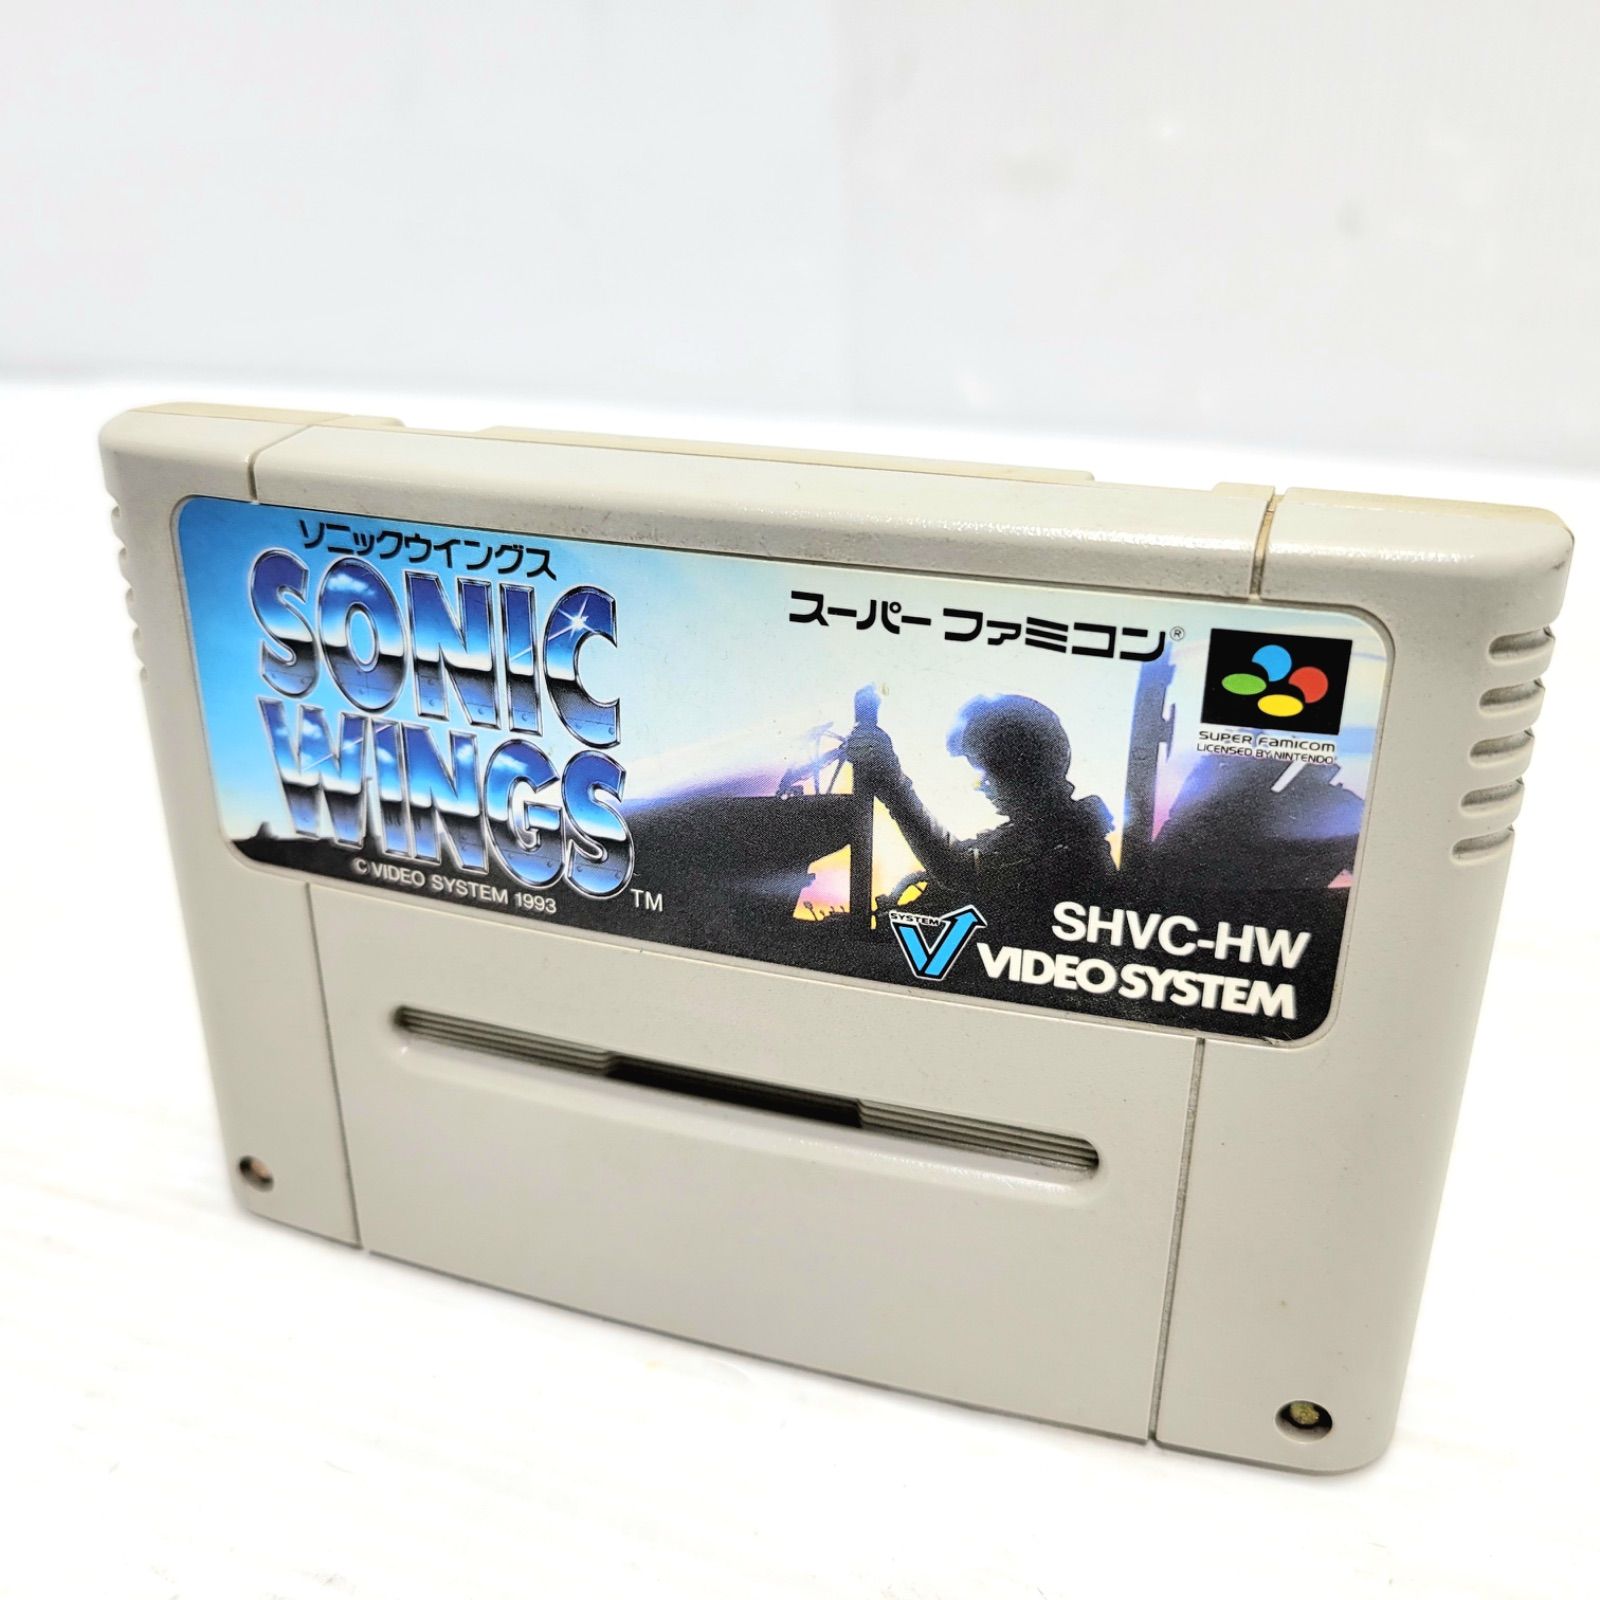 ソニックウイングス
SONIC
WINGS
TM
© VIDEO SYSTEM 1993
スーパーファミコン®
SUPER FAMICOM
LICENSED BY NINTENDO
SHVC-HW
SYSTEM
VIDEO SYSTEM